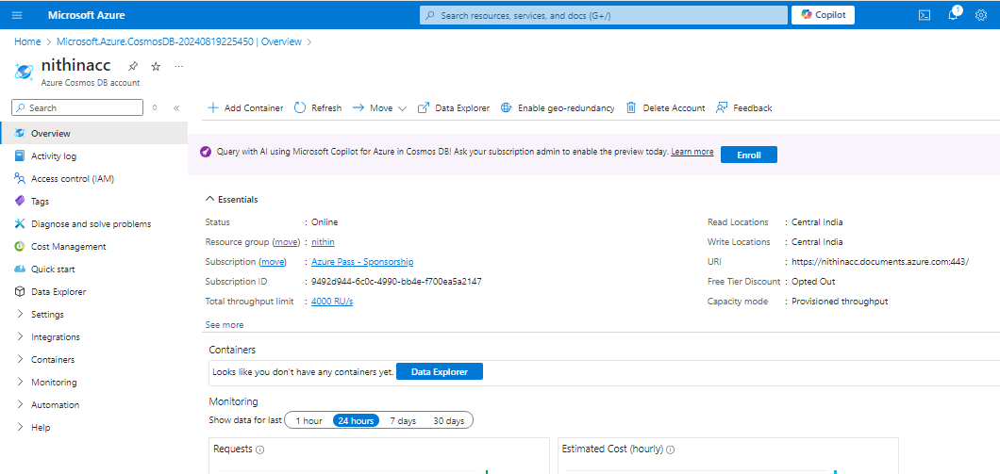 Microsoft Azure
Search resources, services, and docs (G+/)
Copilot
1
Home > Microsoft.Azure.CosmosDB-20240819225450 | Overview >
nithinacc
Azure Cosmos DB account
Search
Add Container
Refresh
Move
Data Explorer
Enable geo-redundancy
Delete Account
Feedback
Overview
Activity log
Access control (IAM)
Tags
Diagnose and solve problems
Cost Management
Quick start
Data Explorer
Settings
Integrations
Containers
Monitoring
Automation
Help
Query with AI using Microsoft Copilot for Azure in Cosmos DB! Ask your subscription admin to enable the preview today. Learn more
Enroll
Essentials
Status : Online
Resource group (move) : nithin
Subscription (move) : Azure Pass - Sponsorship
Subscription ID : 9492d944-6c0c-4990-bb4e-f700ea5a2147
Total throughput limit : 4000 RU/s
See more
Read Locations : Central India
Write Locations : Central India
URI : https://nithinacc.documents.azure.com:443/
Free Tier Discount : Opted Out
Capacity mode : Provisioned throughput
Containers
Looks like you don't have any containers yet. Data Explorer
Monitoring
Show data for last 1 hour 24 hours 7 days 30 days
Requests
Estimated Cost (hourly)